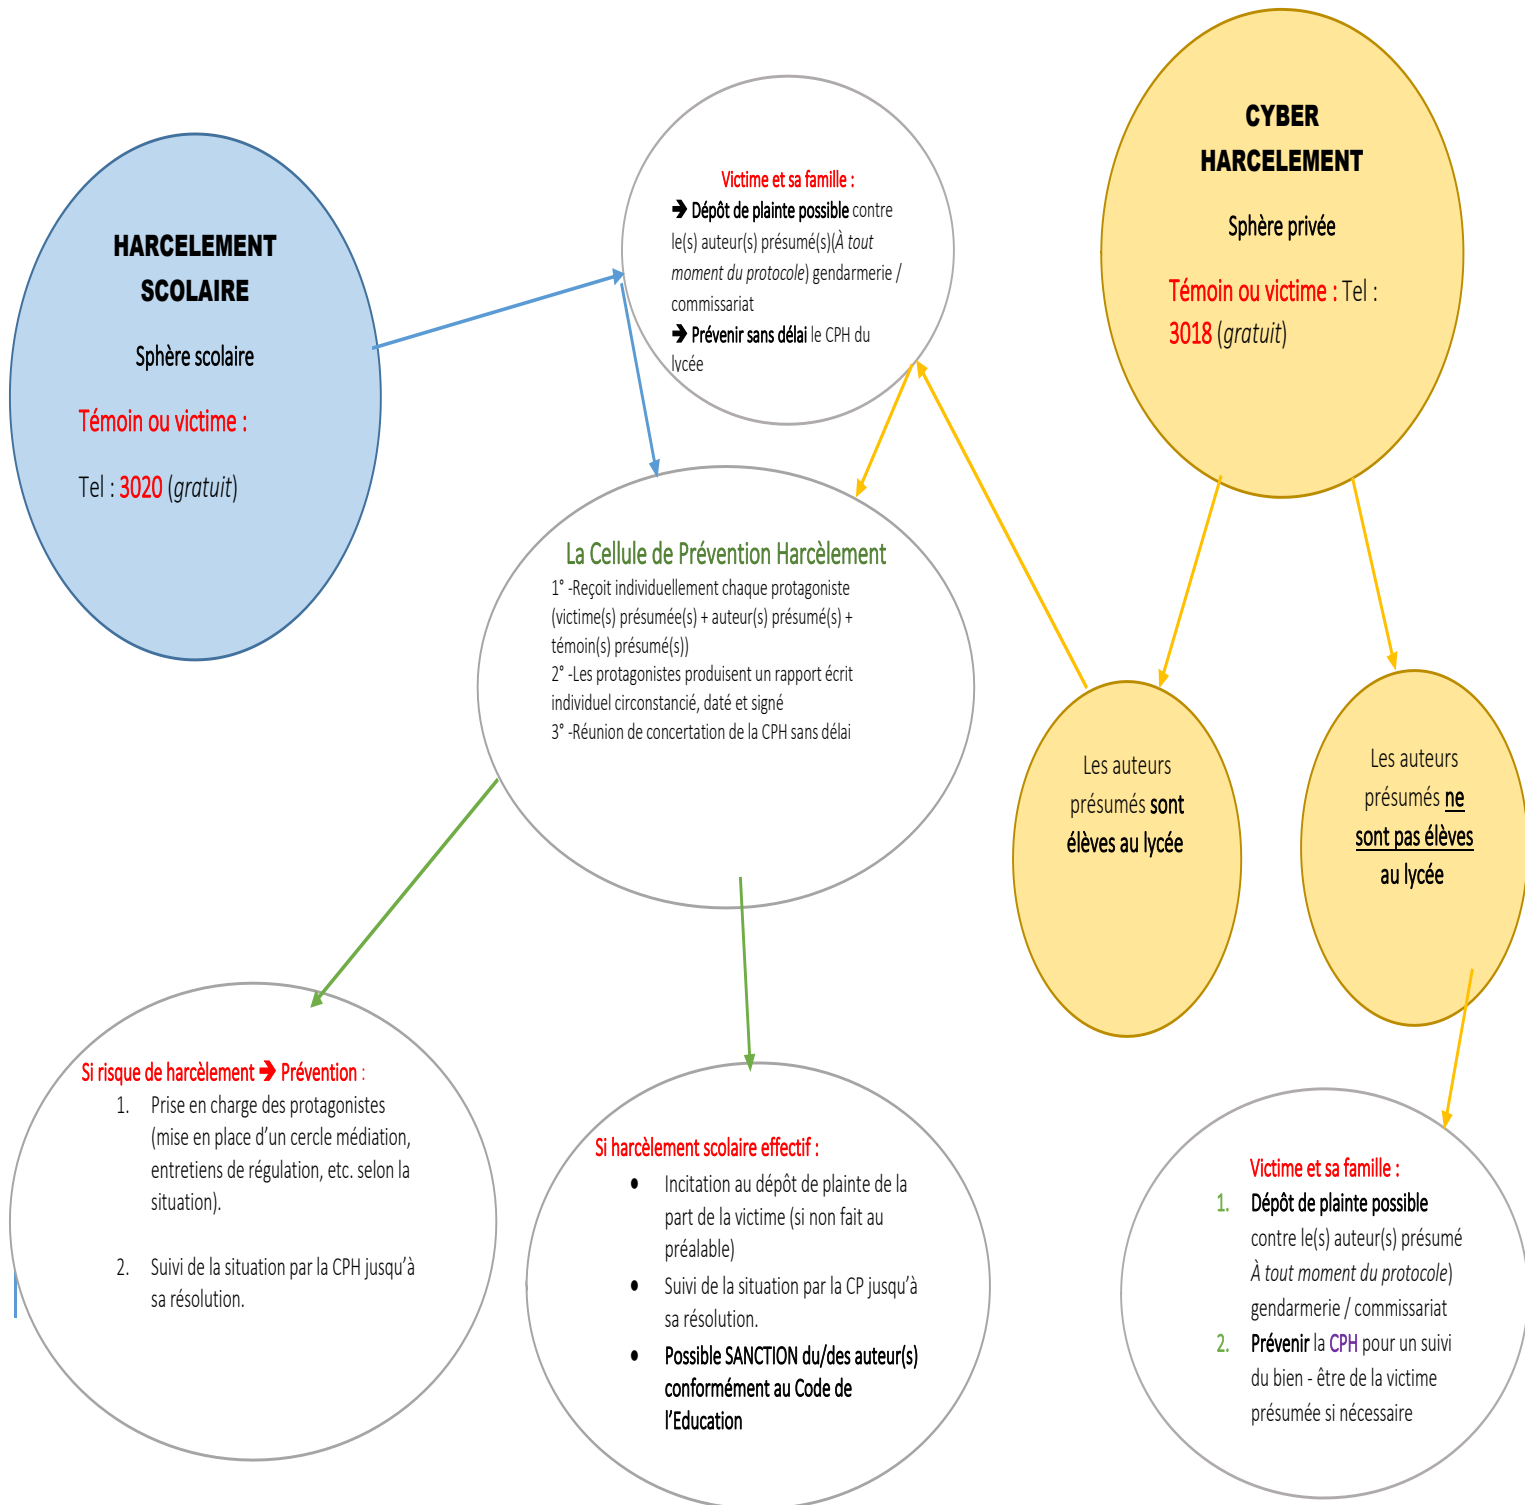 HARCELEMENT
SCOLAIRE
Sphère scolaire
Témoin ou victime :
Tel : 3020 (gratuit)
Victime et sa famille :
➔ Dépôt de plainte possible contre
le(s) auteur(s) présumé(s)(À tout
moment du protocole) gendarmerie /
commissariat
➔ Prévenir sans délai le CPH du
lycée
CYBER
HARCELEMENT
Sphère privée
Témoin ou victime : Tel :
3018 (gratuit)
La Cellule de Prévention Harcèlement
1° -Reçoit individuellement chaque protagoniste
(victime(s) présumée(s) + auteur(s) présumé(s) +
témoin(s) présumé(s))
2° -Les protagonistes produisent un rapport écrit
individuel circonstancié, daté et signé
3° -Réunion de concertation de la CPH sans délai
Les auteurs
présumés sont
élèves au lycée
Les auteurs
présumés ne
sont pas élèves
au lycée
Si risque de harcèlement ➔ Prévention :
1. Prise en charge des protagonistes
(mise en place d'un cercle médiation,
entretiens de régulation, etc. selon la
situation).
2. Suivi de la situation par la CPH jusqu'à
sa résolution.
Si harcèlement scolaire effectif :
• Incitation au dépôt de plainte de la
part de la victime (si non fait au
préalable)
• Suivi de la situation par la CP jusqu'à
sa résolution.
• Possible SANCTION du/des auteur(s)
conformément au Code de
l'Education
Victime et sa famille :
1. Dépôt de plainte possible
contre le(s) auteur(s) présumé
À tout moment du protocole)
gendarmerie / commissariat
2. Prévenir la CPH pour un suivi
du bien - être de la victime
présumée si nécessaire